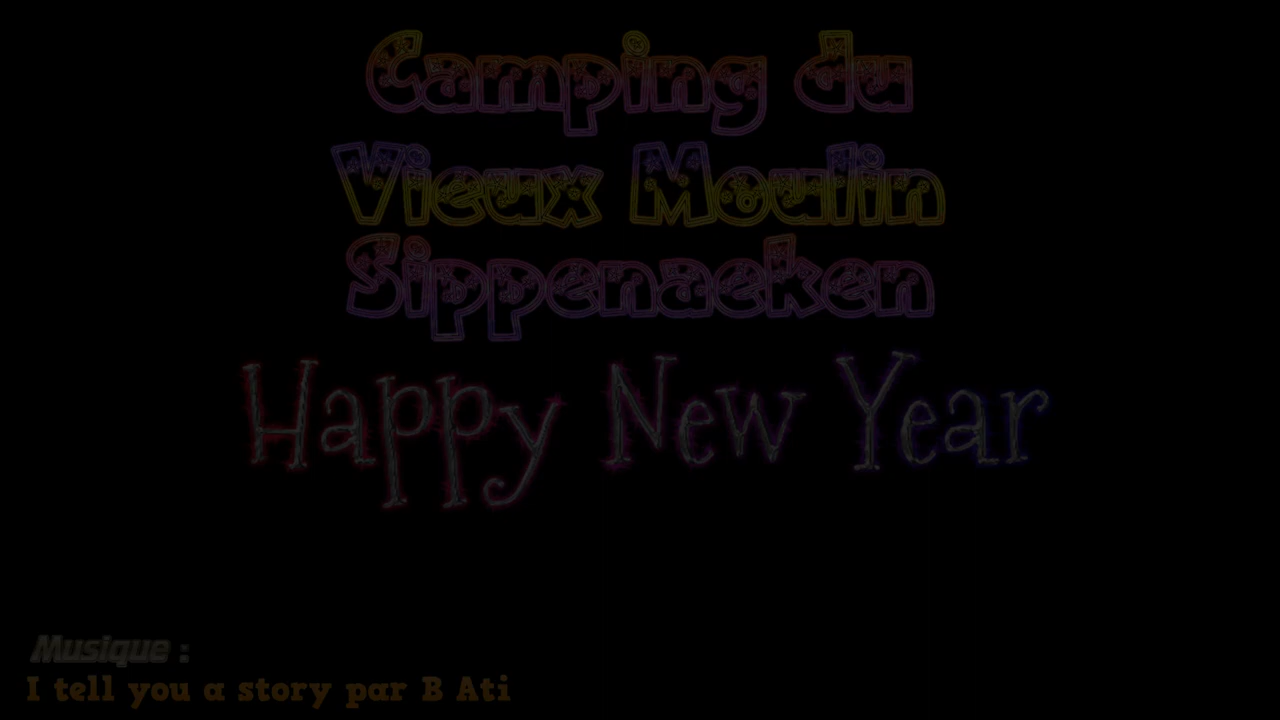 Camping du
Vieux Moulin
Sippenaeken
Happy New Year
Musique :
I tell you a story par B Ati